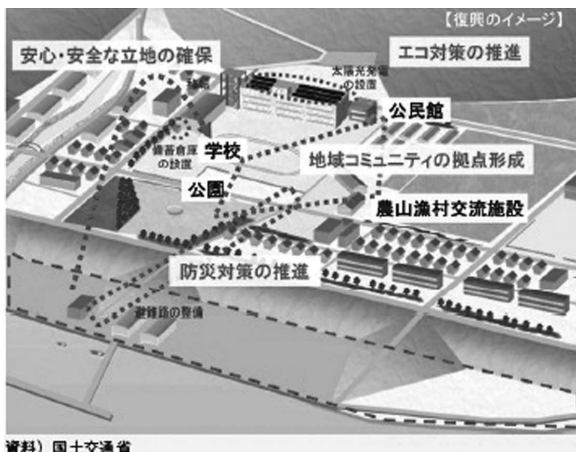 【復興のイメージ】
安心・安全な立地の確保
エコ対策の推進
太陽光発電
の設置
公民館
備蓄倉庫
の設置
学校
地域コミュニティの拠点形成
公園
農山漁村交流施設
防災対策の推進
避難路の整備
資料）国土交通省